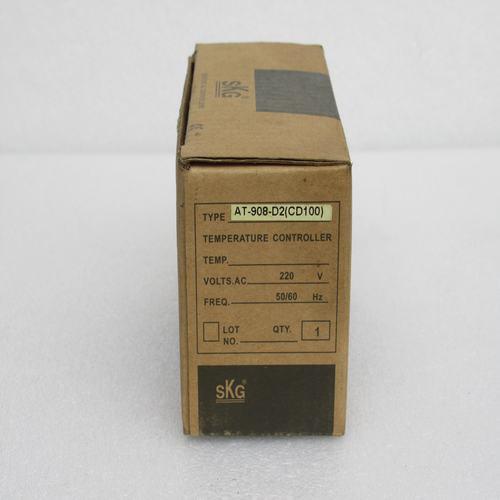 SKG®
TYPE AT-908-D2(CD100)
TEMPERATURE CONTROLLER
TEMP.
VOLTS.AC 220 V
FREQ. 50/60 Hz
LOT NO. QTY. 1
SKG®